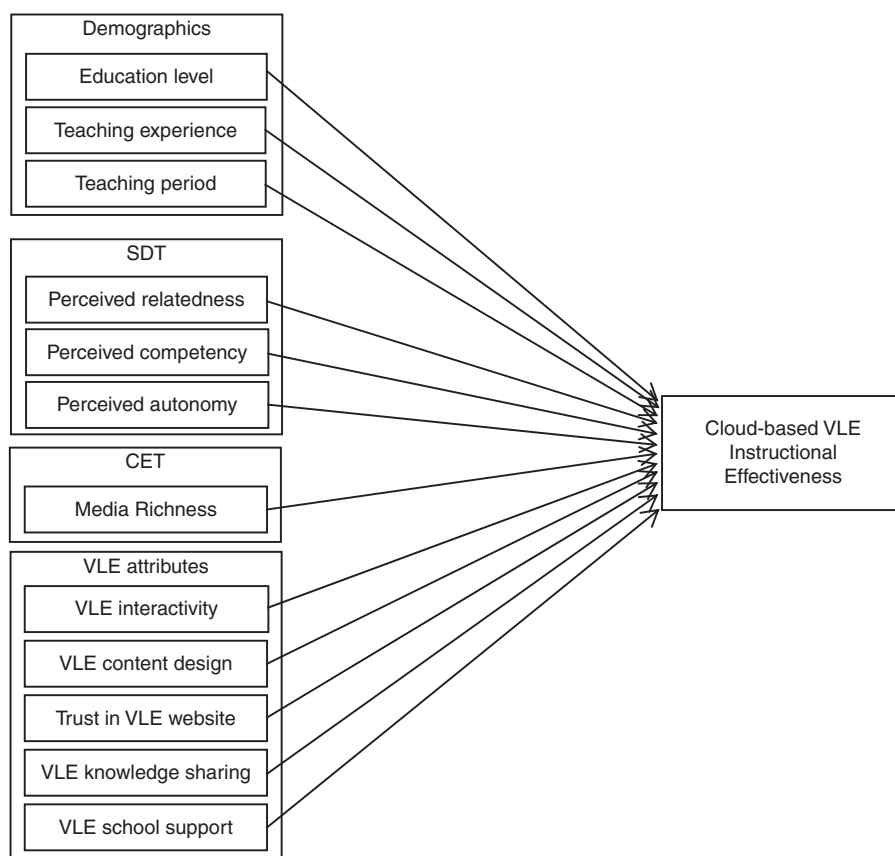 Demographics
Education level
Teaching experience
Teaching period
SDT
Perceived relatedness
Perceived competency
Perceived autonomy
CET
Media Richness
VLE attributes
VLE interactivity
VLE content design
Trust in VLE website
VLE knowledge sharing
VLE school support
Cloud-based VLE
Instructional
Effectiveness